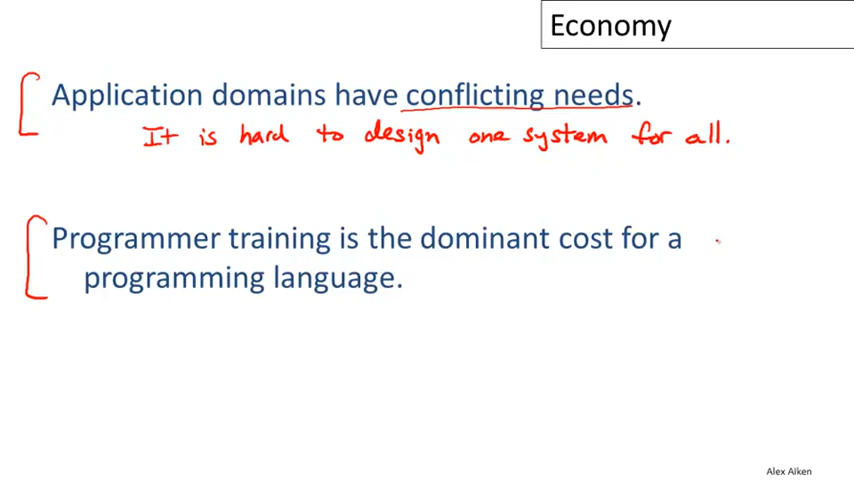 Economy
Application domains have conflicting needs.
It is hard to design one system for all.
Programmer training is the dominant cost for a
programming language.
Alex Aiken